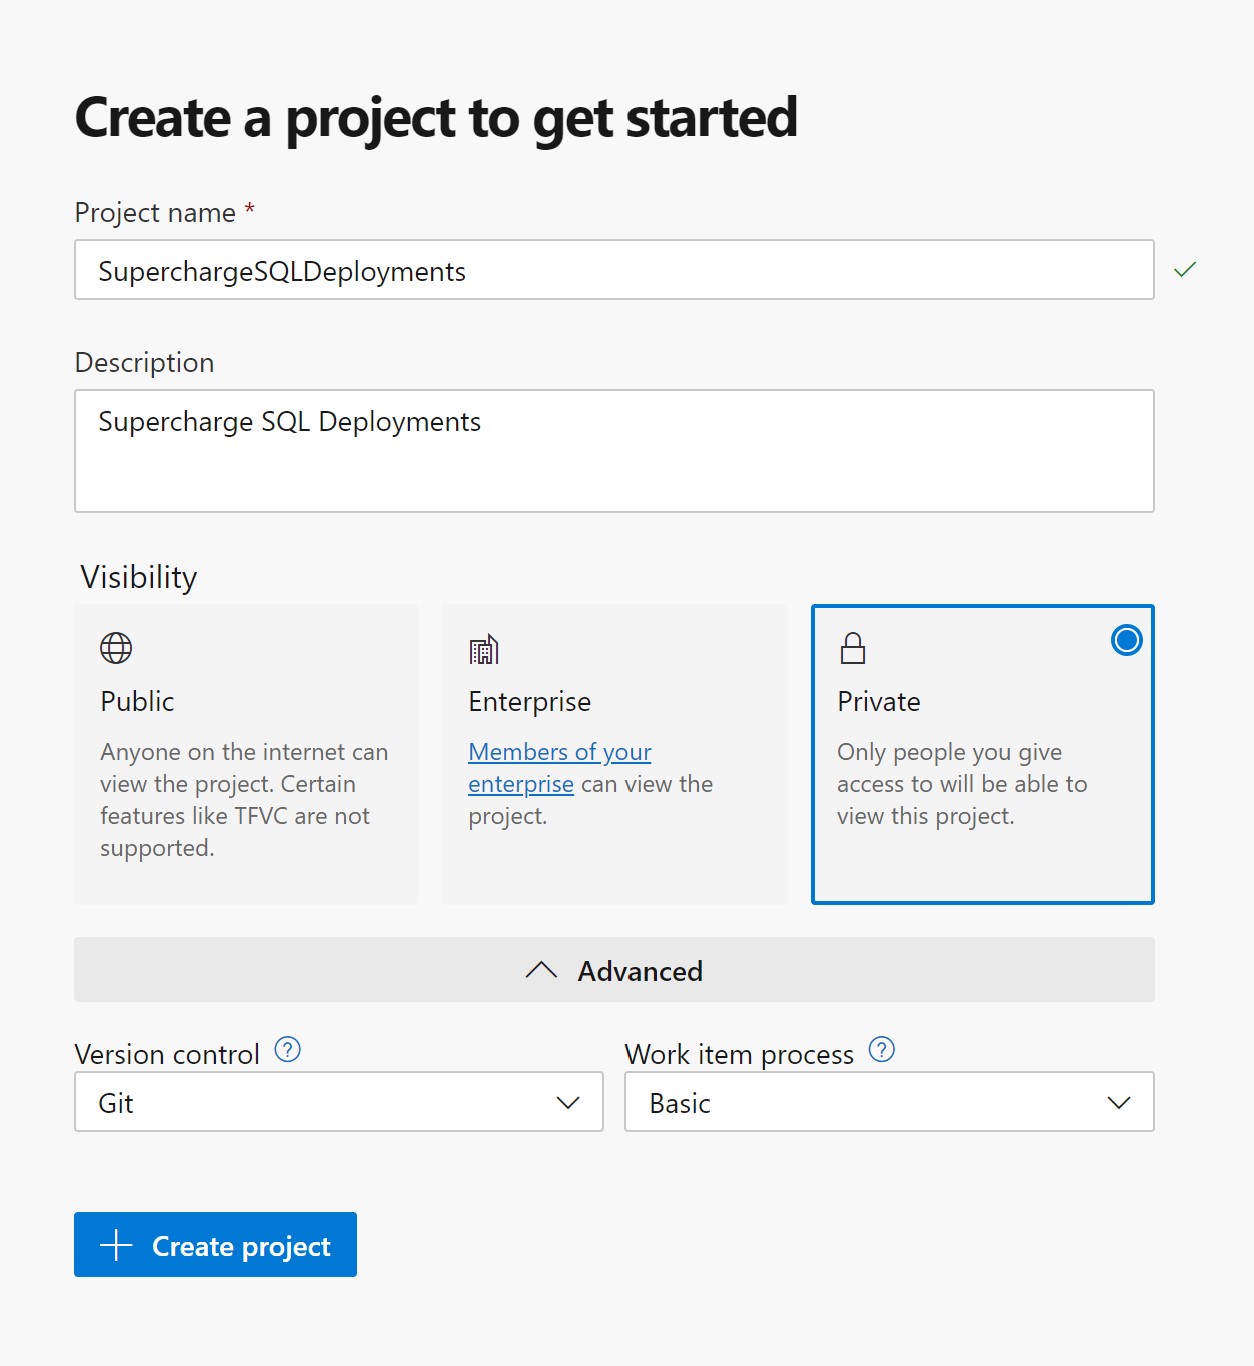 Create a project to get started
Project name *
SuperchargeSQLDeployments
Description
Supercharge SQL Deployments
Visibility
Public
Anyone on the internet can
view the project. Certain
features like TFVC are not
supported.
Enterprise
Members of your
enterprise can view the
project.
Private
Only people you give
access to will be able to
view this project.
Advanced
Version control ?
Git
Work item process ?
Basic
Create project